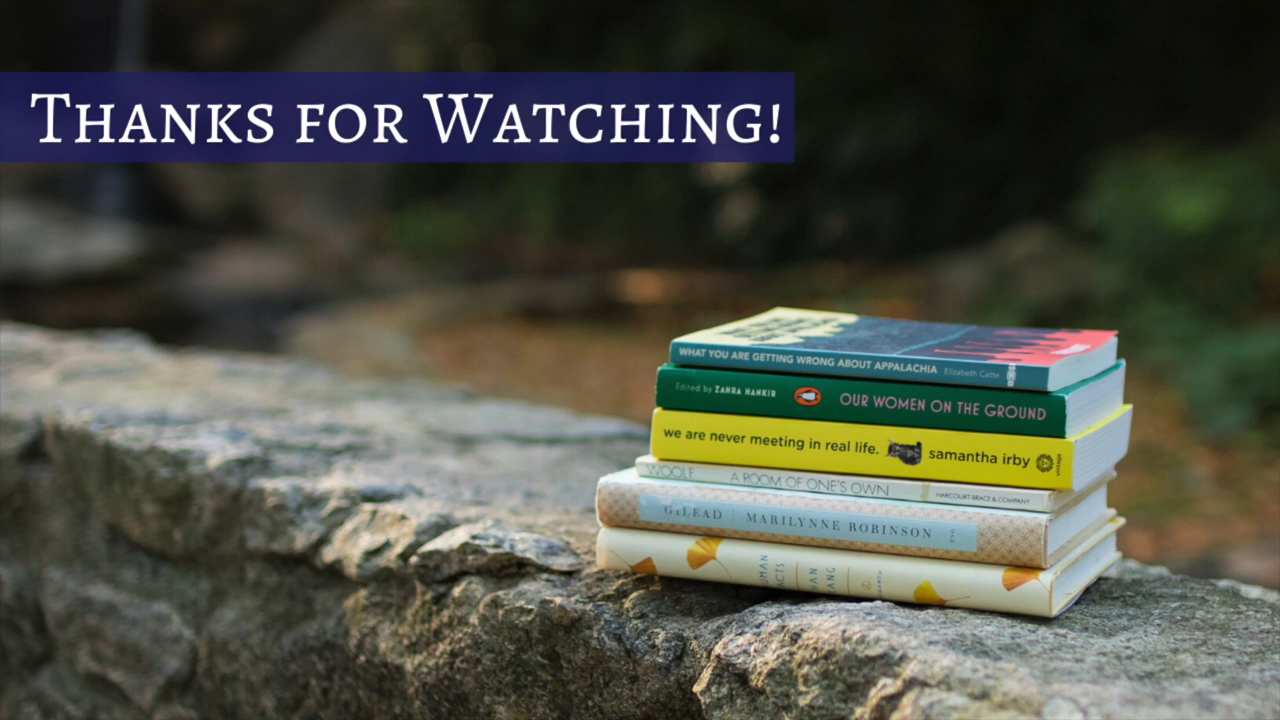 Thanks for Watching!
WHAT YOU ARE GETTING WRONG ABOUT APPALACHIA Elizabeth Catte
Edited by ZAHRA HANKIR OUR WOMEN ON THE GROUND
we are never meeting in real life. samantha irby vintage
WOOLF A ROOM OF ONE'S OWN HARCOURT BRACE & COMPANY
GILEAD MARILYNNE ROBINSON FSG